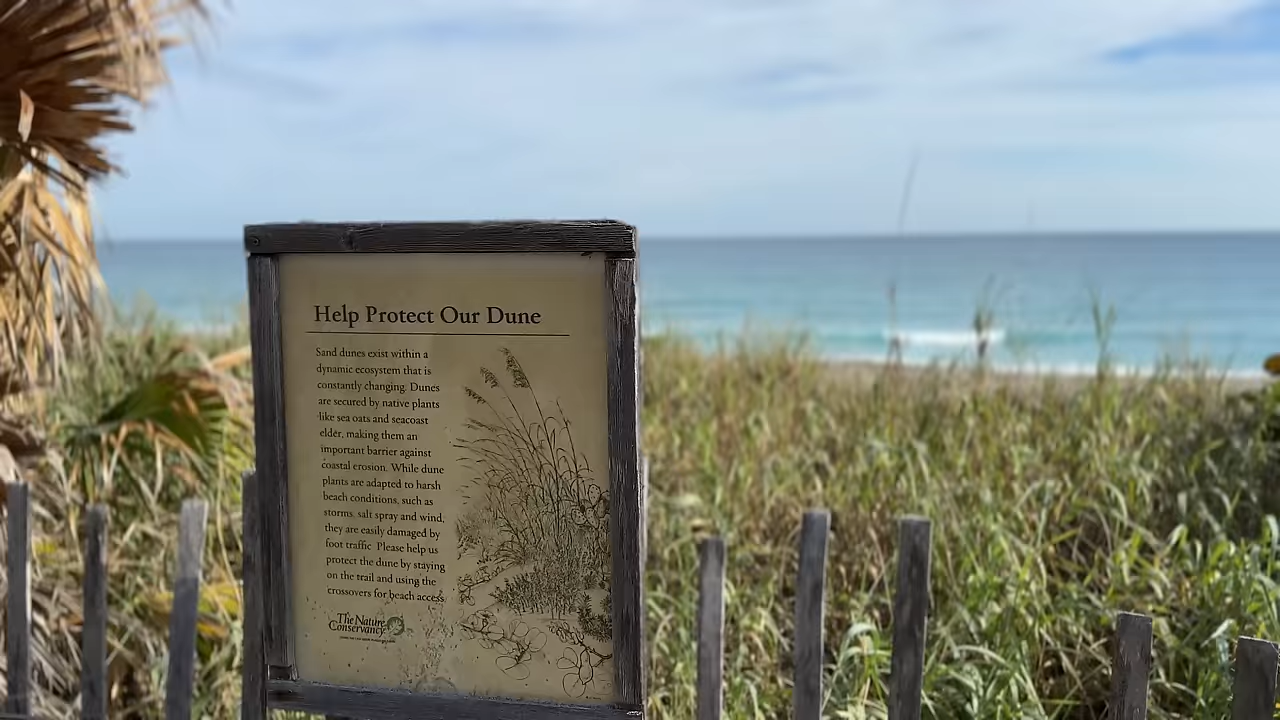 Help Protect Our Dune
Sand dunes exist within a
dynamic ecosystem that is
constantly changing. Dunes
are secured by native plants
like sea oats and seacoast
elder, making them an
important barrier against
coastal erosion. While dune
plants are adapted to harsh
beach conditions, such as
storms, salt spray and wind,
they are easily damaged by
foot traffic. Please help us
protect the dune by staying
on the trail and using the
crossovers for beach access.
The Nature
Conservancy